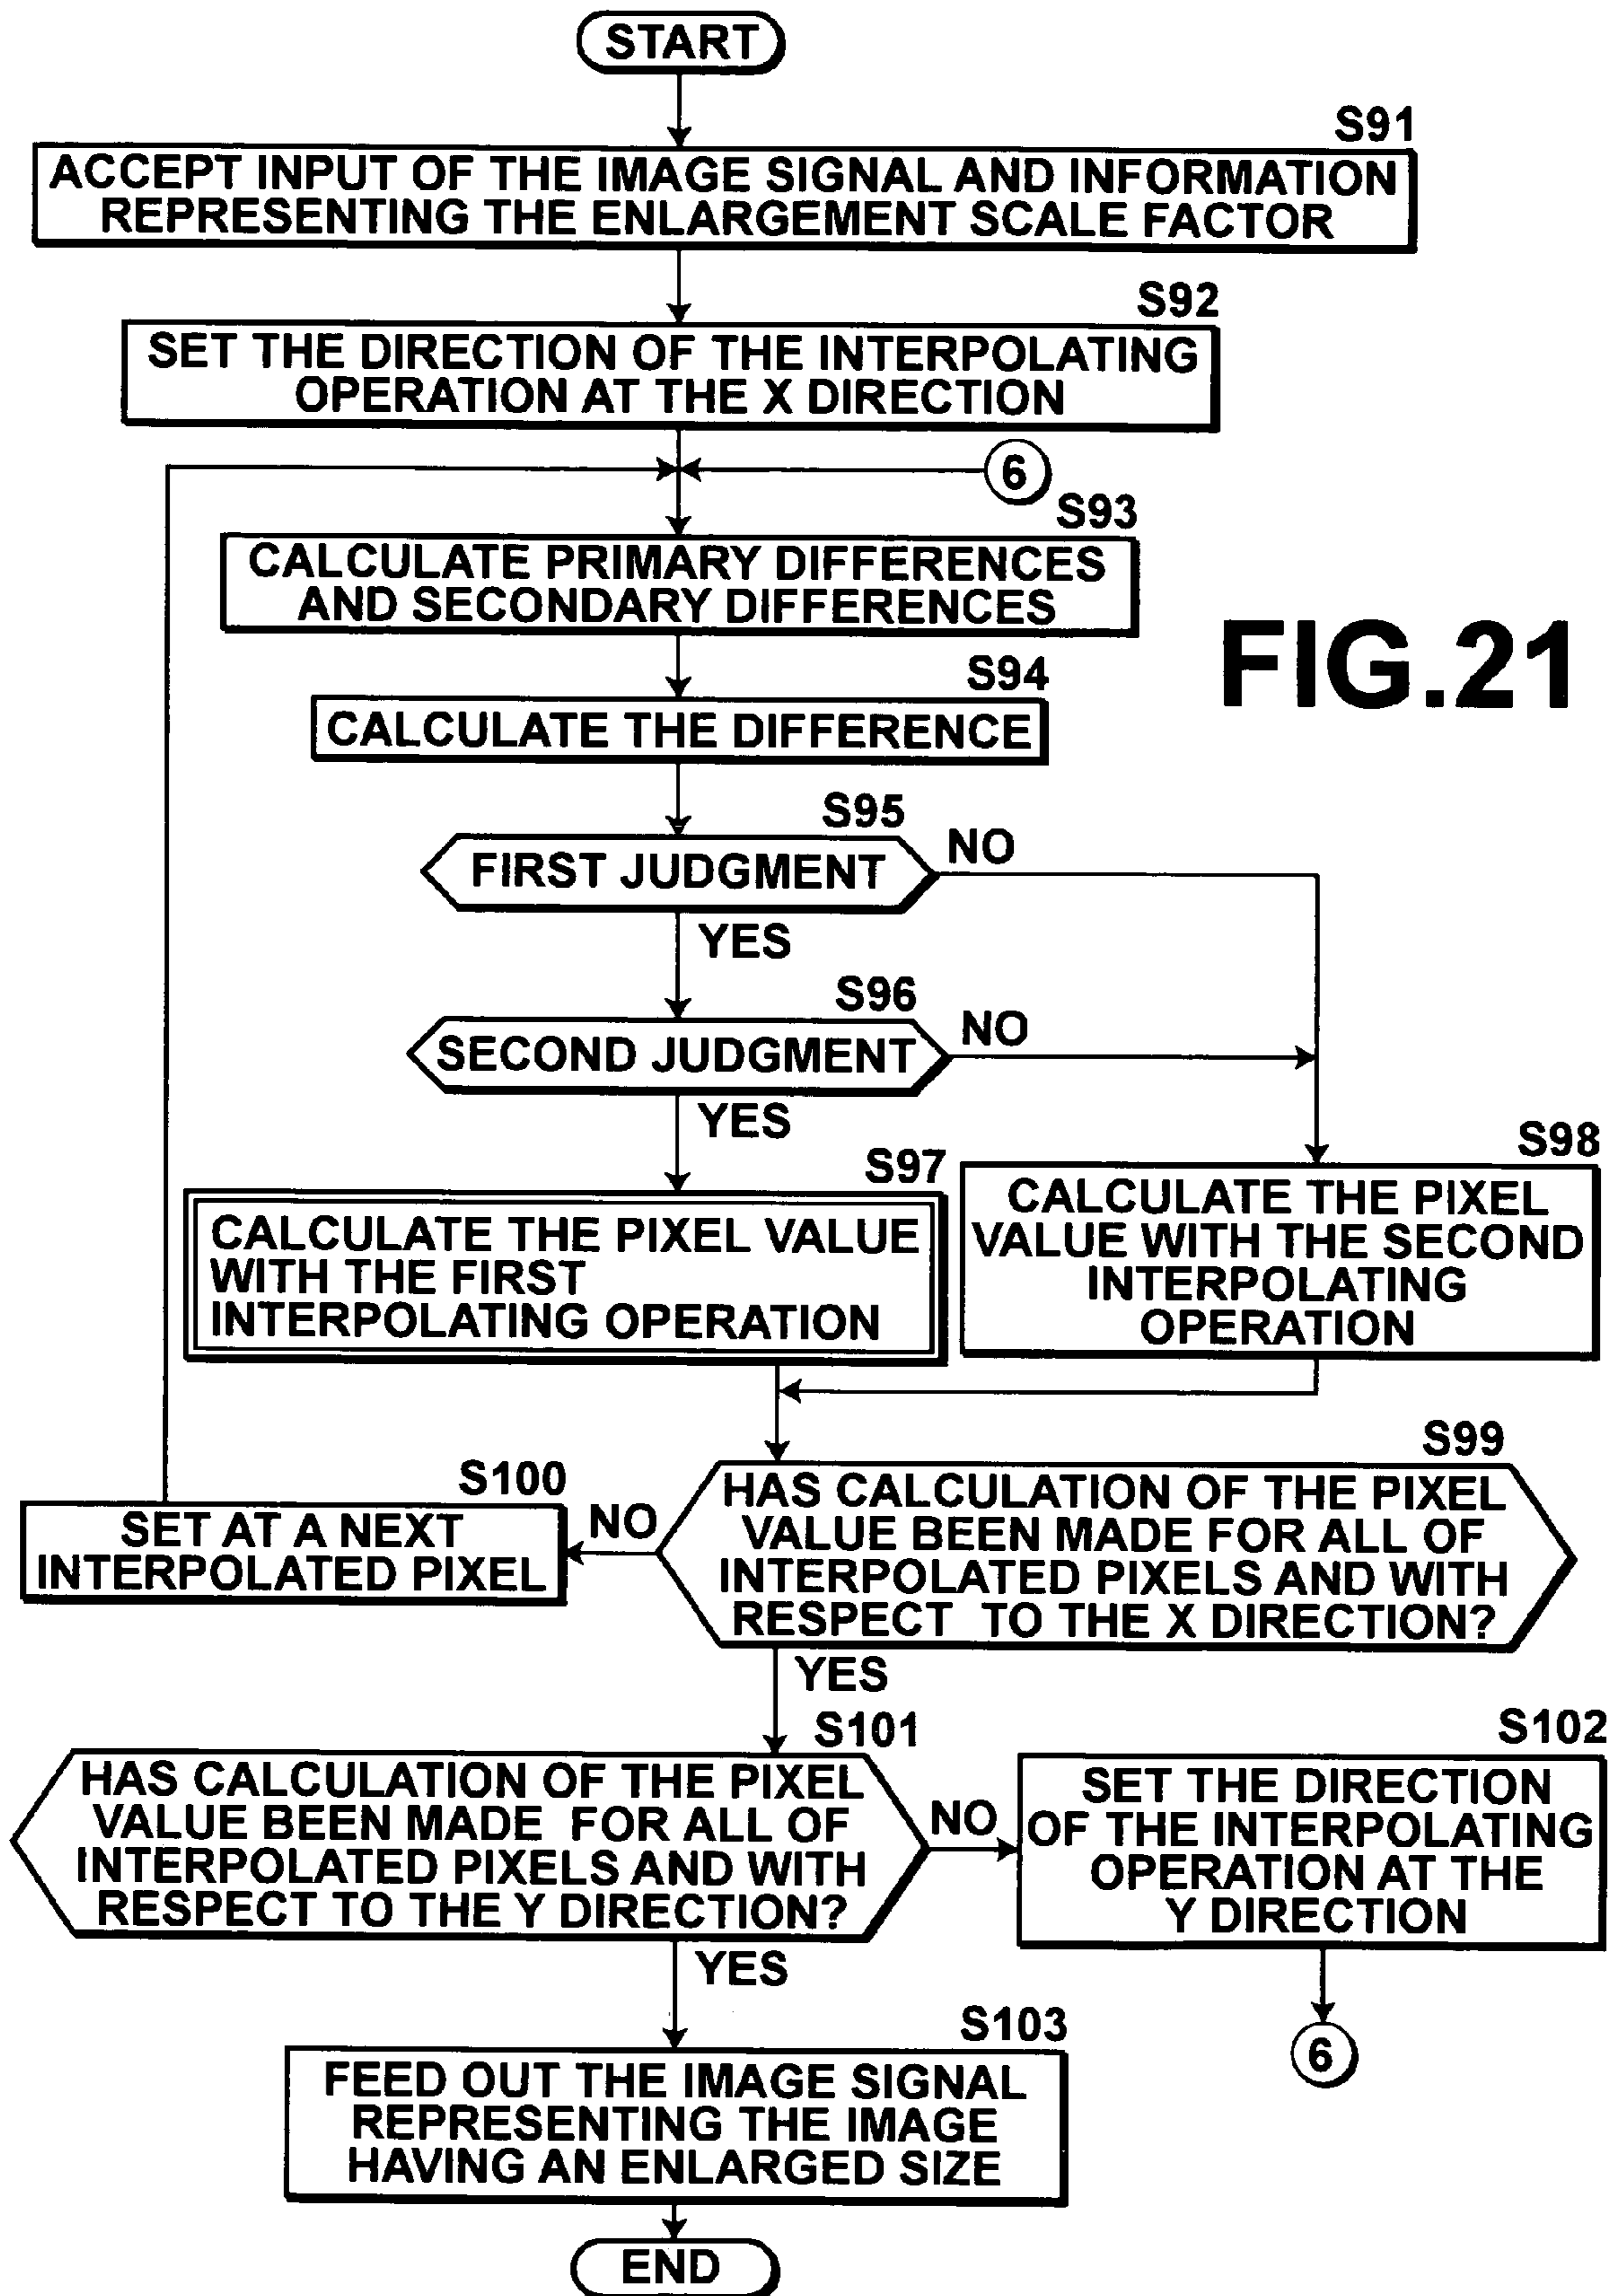 START
S91
ACCEPT INPUT OF THE IMAGE SIGNAL AND INFORMATION
REPRESENTING THE ENLARGEMENT SCALE FACTOR
S92
SET THE DIRECTION OF THE INTERPOLATING
OPERATION AT THE X DIRECTION
6
S93
CALCULATE PRIMARY DIFFERENCES
AND SECONDARY DIFFERENCES
FIG.21
S94
CALCULATE THE DIFFERENCE
S95
FIRST JUDGMENT
NO
YES
S96
SECOND JUDGMENT
NO
YES
S97
CALCULATE THE PIXEL VALUE
WITH THE FIRST
INTERPOLATING OPERATION
S98
CALCULATE THE PIXEL
VALUE WITH THE SECOND
INTERPOLATING
OPERATION
S99
HAS CALCULATION OF THE PIXEL
VALUE BEEN MADE FOR ALL OF
INTERPOLATED PIXELS AND WITH
RESPECT TO THE X DIRECTION?
NO
S100
SET AT A NEXT
INTERPOLATED PIXEL
YES
S101
HAS CALCULATION OF THE PIXEL
VALUE BEEN MADE FOR ALL OF
INTERPOLATED PIXELS AND WITH
RESPECT TO THE Y DIRECTION?
NO
S102
SET THE DIRECTION
OF THE INTERPOLATING
OPERATION AT THE
Y DIRECTION
6
YES
S103
FEED OUT THE IMAGE SIGNAL
REPRESENTING THE IMAGE
HAVING AN ENLARGED SIZE
END